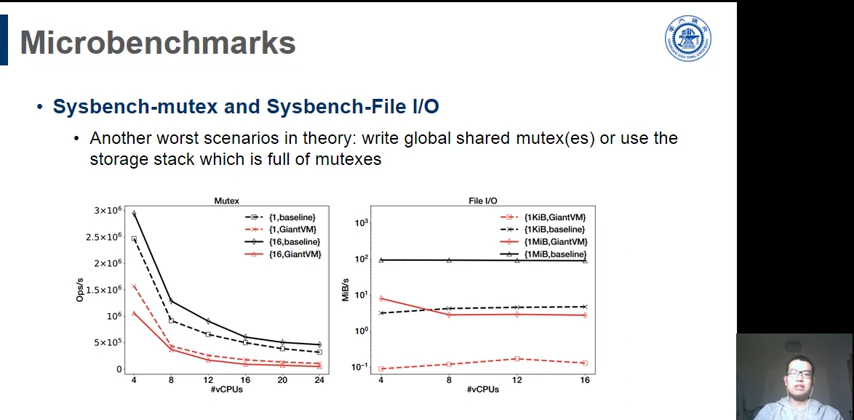 Microbenchmarks
• Sysbench-mutex and Sysbench-File I/O
• Another worst scenarios in theory: write global shared mutex(es) or use the
storage stack which is full of mutexes
Mutex
3×10⁶
2.5×10⁶
2×10⁶
1.5×10⁶
10⁶
5×10⁵
0
Ops/s
4 8 12 16 20 24
#vCPUs
{1,baseline}
{1,GiantVM}
{16,baseline}
{16,GiantVM}
File I/O
10³
10²
10¹
10⁰
10⁻¹
MiB/s
4 8 12 16
#vCPUs
{1KiB,GiantVM}
{1KiB,baseline}
{1MiB,GiantVM}
{1MiB,baseline}